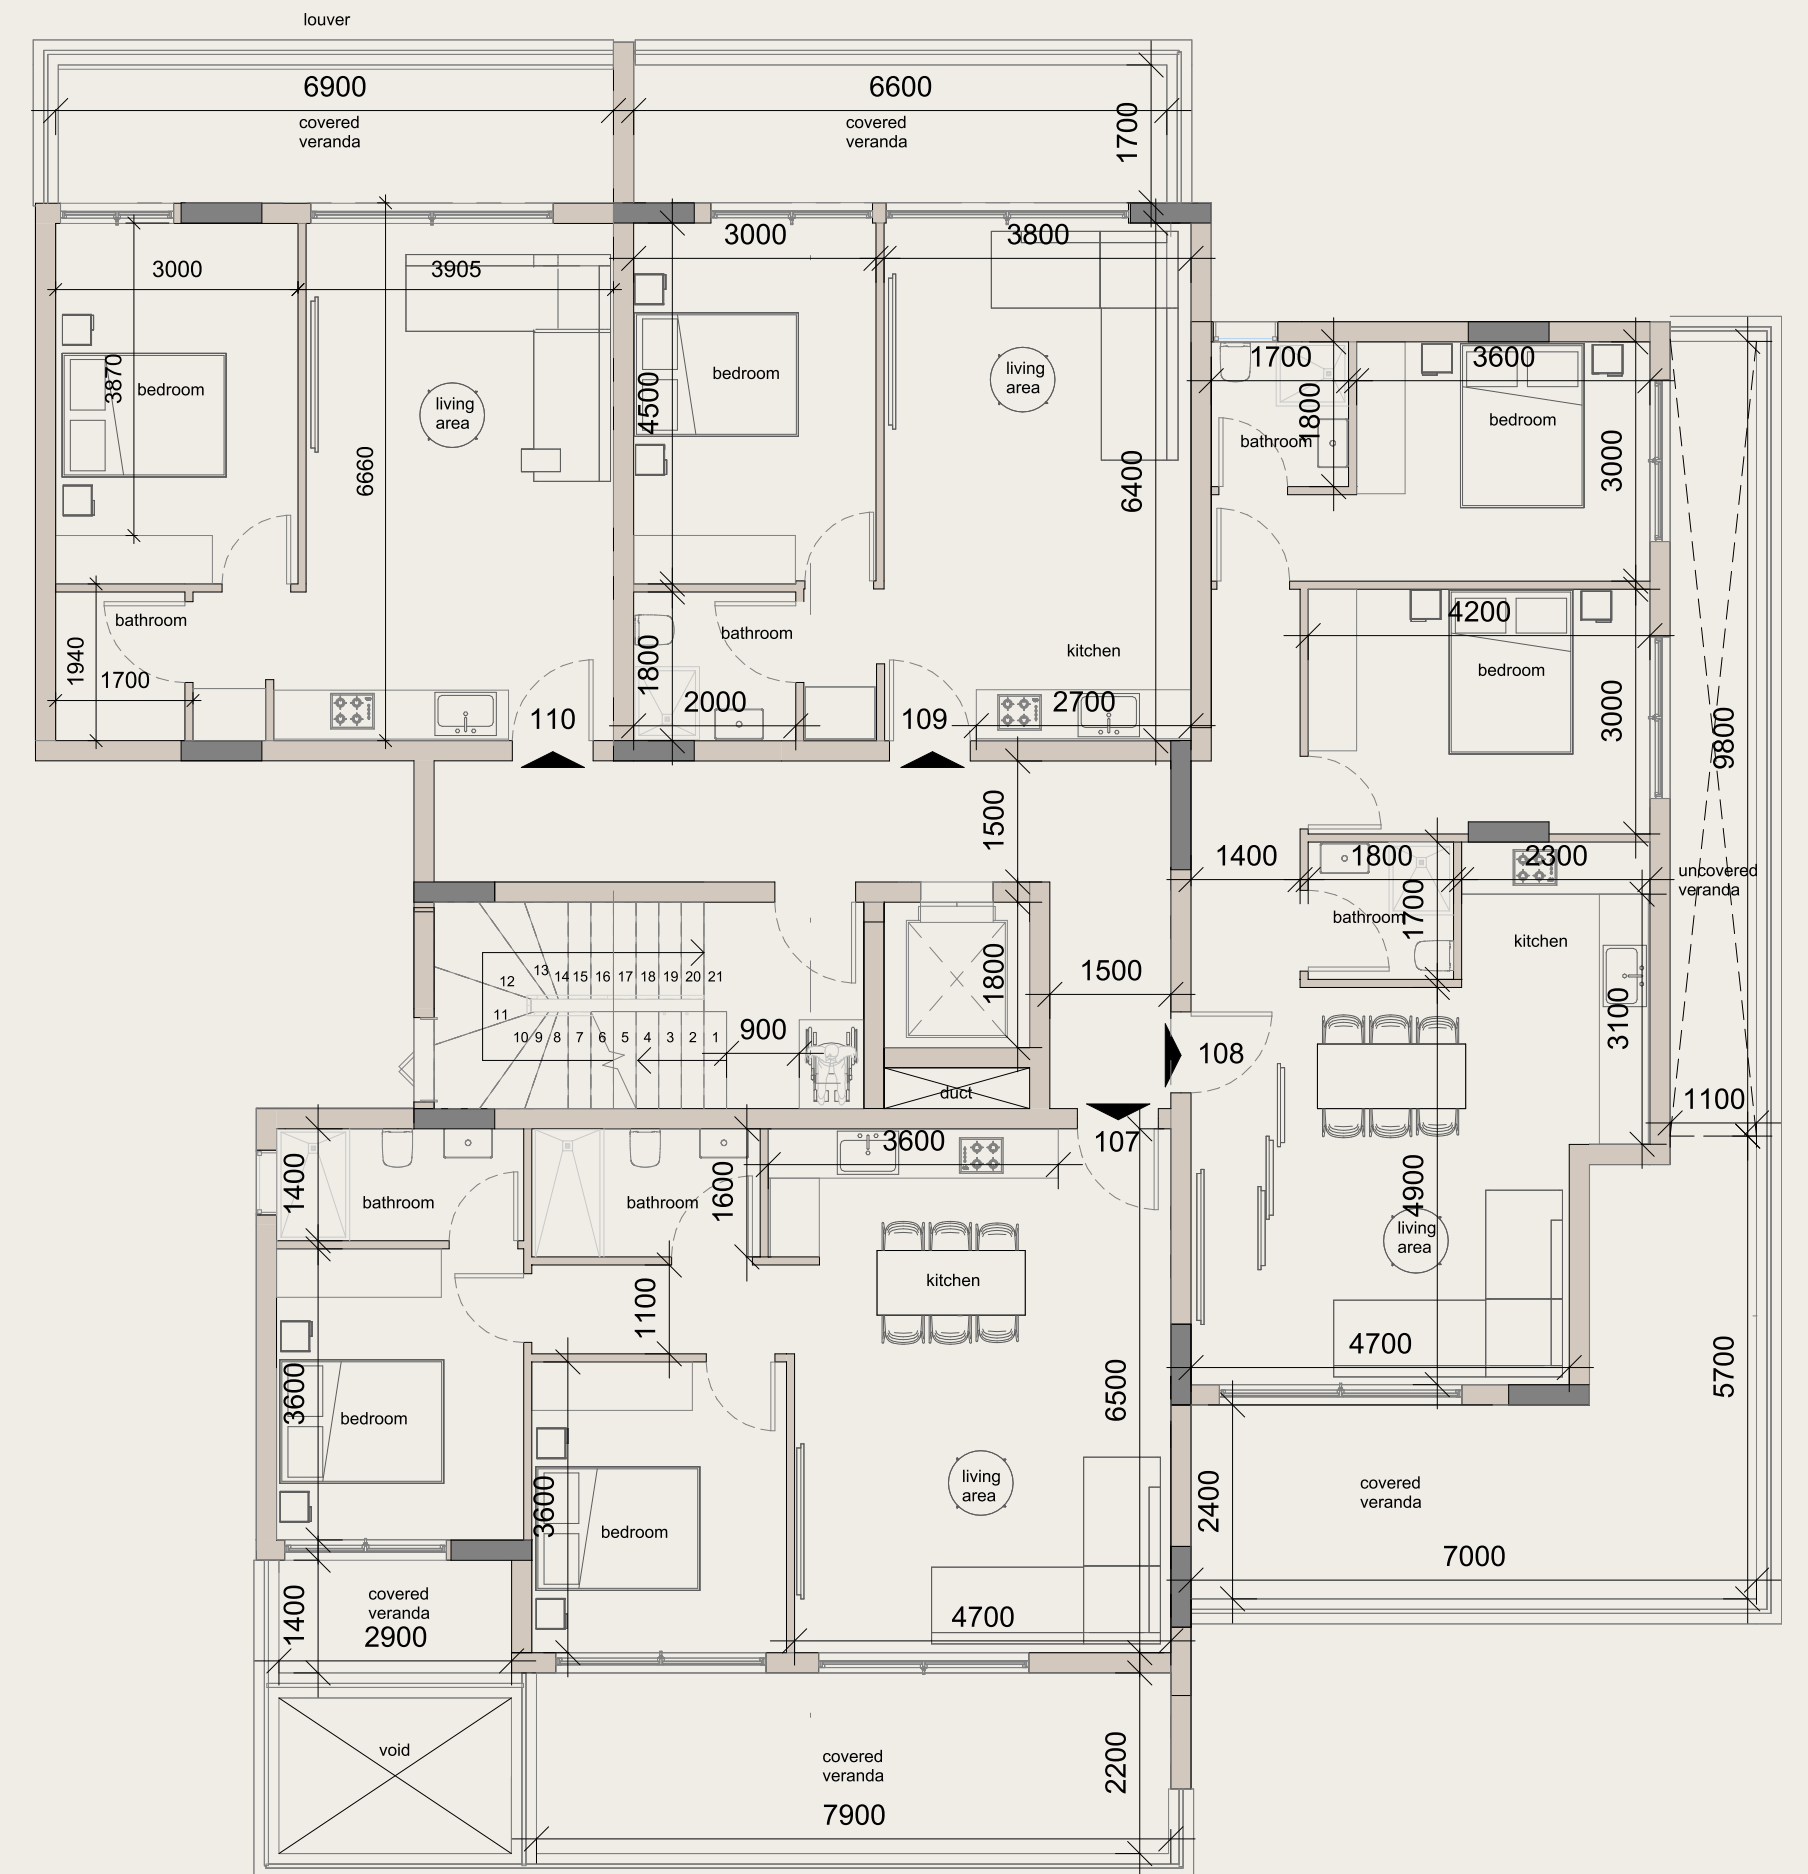 louver
6900
6600
covered
veranda
covered
veranda
1700
3000
3800
3000
3905
1700
3600
3870
bedroom
4500
bedroom
living
area
living
area
1800
bathroom
bedroom
3000
6660
6400
4200
bathroom
1940
1700
bathroom
1800
2000
kitchen
2700
bedroom
3000
9800
110
109
1500
1400
1800
2300
uncovered
veranda
bathroom
1700
kitchen
12
13
14
15
16
17
18
19
20
21
11
10
9
8
7
6
5
4
3
2
1
900
1800
1500
3100
108
duct
1100
107
3600
1400
bathroom
bathroom
1600
4900
living
area
kitchen
1100
4700
3600
bedroom
6500
5700
living
area
3600
bedroom
2400
covered
veranda
7000
1400
covered
veranda
2900
4700
void
covered
veranda
2200
7900